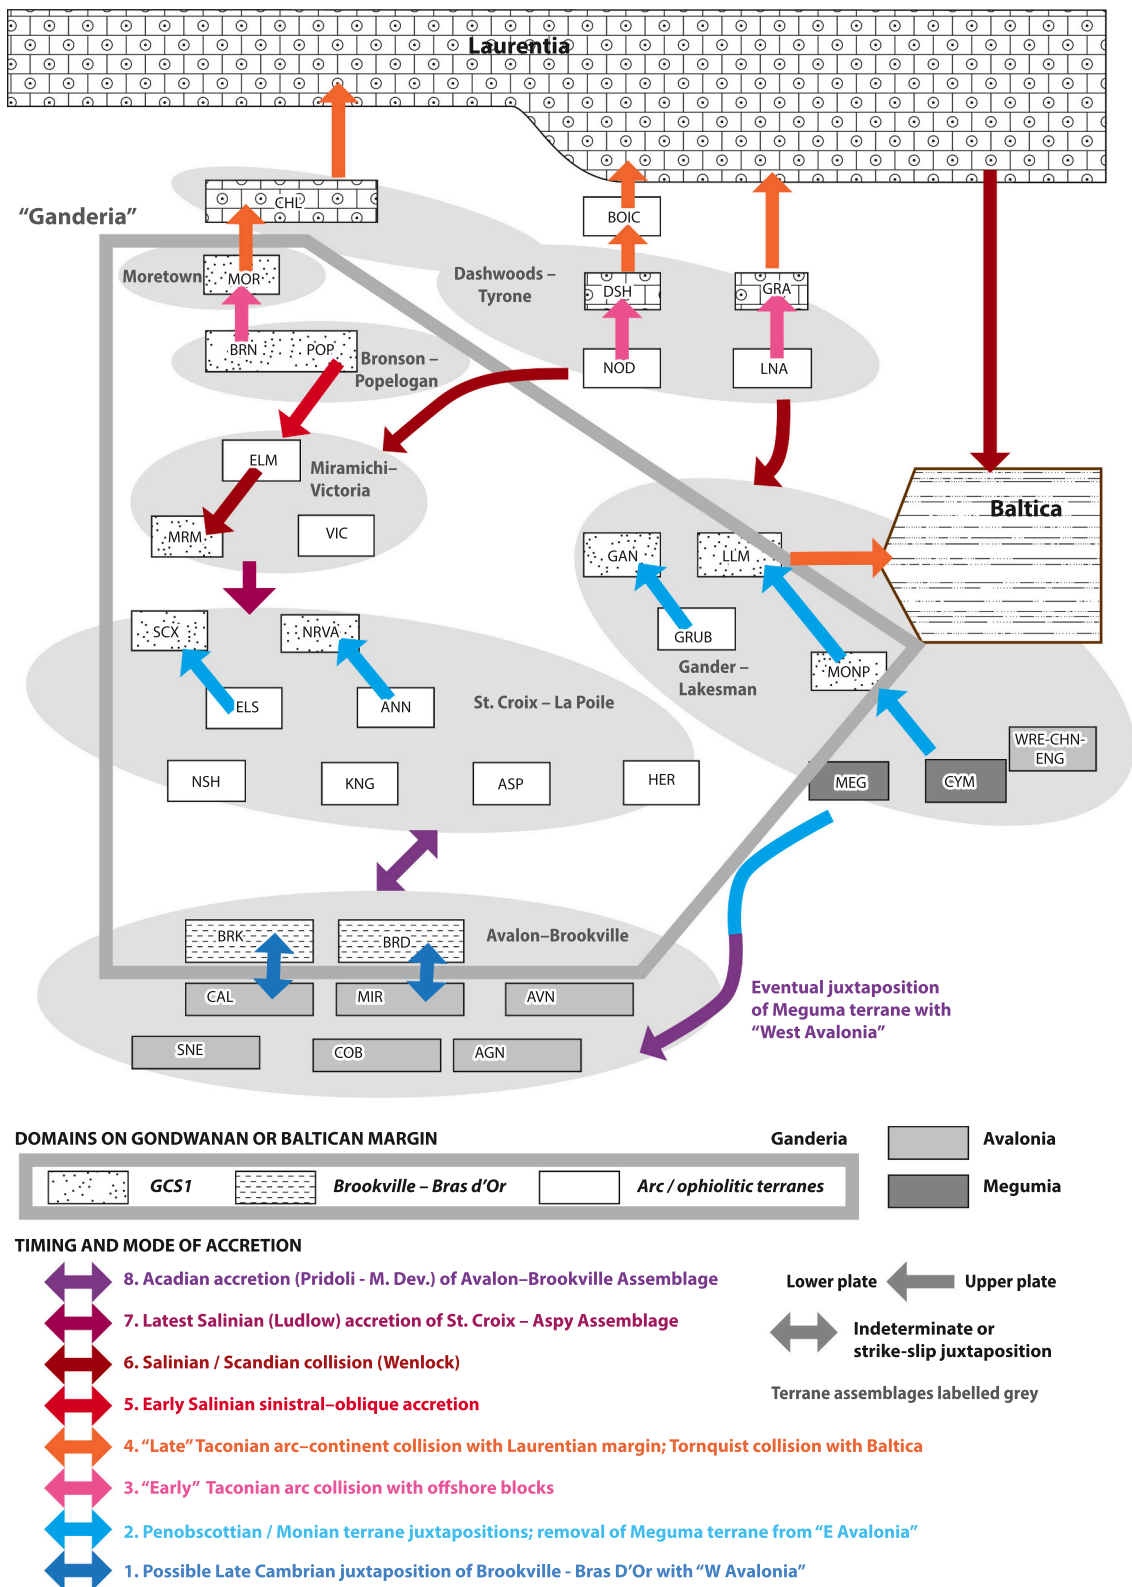 Laurentia
CHL
"Ganderia"
BOIC
Moretown
MOR
Dashwoods –
Tyrone
DSH
GRA
BRN
POP
Bronson –
Popelogan
NOD
LNA
ELM
Miramichi–
Victoria
MRM
VIC
Baltica
GAN
LLM
SCX
NRVA
GRUB
Gander –
Lakesman
MONP
ELS
ANN
St. Croix – La Poile
WRE-CHN-
ENG
NSH
KNG
ASP
HER
MEG
CYM
BRK
BRD
Avalon–Brookville
CAL
MIR
AVN
Eventual juxtaposition
of Meguma terrane with
"West Avalonia"
SNE
COB
AGN
DOMAINS ON GONDWANAN OR BALTICAN MARGIN
Ganderia
Avalonia
GCS1
Brookville – Bras d'Or
Arc / ophiolitic terranes
Megumia
TIMING AND MODE OF ACCRETION
8. Acadian accretion (Pridoli - M. Dev.) of Avalon–Brookville Assemblage
7. Latest Salinian (Ludlow) accretion of St. Croix – Aspy Assemblage
6. Salinian / Scandian collision (Wenlock)
5. Early Salinian sinistral–oblique accretion
4. "Late" Taconian arc–continent collision with Laurentian margin; Tornquist collision with Baltica
3. "Early" Taconian arc collision with offshore blocks
2. Penobscottian / Monian terrane juxtapositions; removal of Meguma terrane from "E Avalonia"
1. Possible Late Cambrian juxtaposition of Brookville - Bras D'Or with "W Avalonia"
Lower plate
Upper plate
Indeterminate or
strike-slip juxtaposition
Terrane assemblages labelled grey